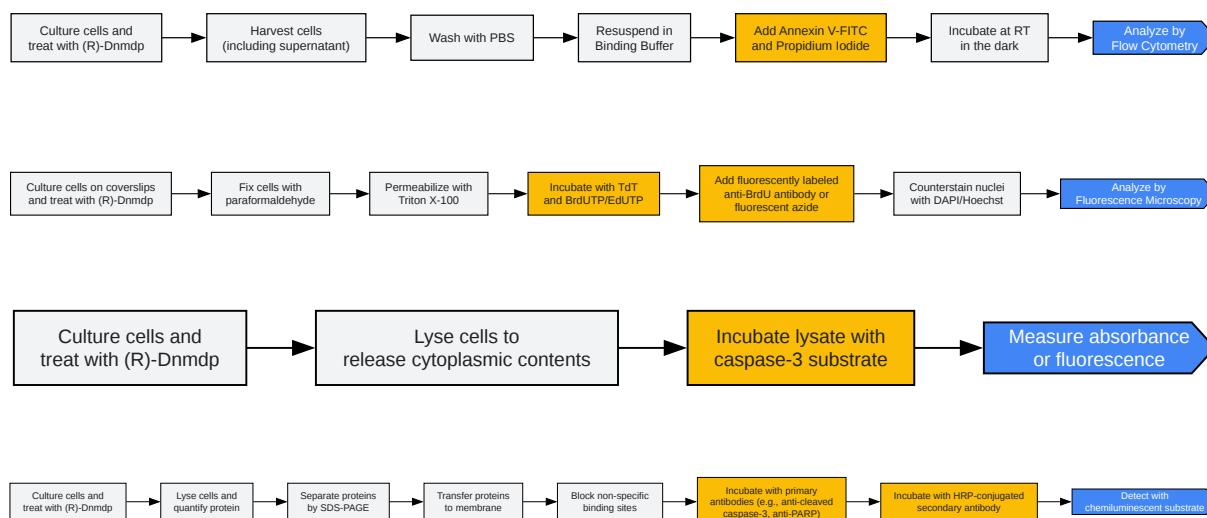 Culture cells and
treat with (R)-Dnmdp
Harvest cells
(including supernatant)
Wash with PBS
Resuspend in
Binding Buffer
Add Annexin V-FITC
and Propidium Iodide
Incubate at RT
in the dark
Analyze by
Flow Cytometry
Culture cells on coverslips
and treat with (R)-Dnmdp
Fix cells with
paraformaldehyde
Permeabilize with
Triton X-100
Incubate with TdT
and BrdUTP/EdUTP
Add fluorescently labeled
anti-BrdU antibody or
fluorescent azide
Counterstain nuclei
with DAPI/Hoechst
Analyze by
Fluorescence Microscopy
Culture cells and
treat with (R)-Dnmdp
Lyse cells to
release cytoplasmic contents
Incubate lysate with
caspase-3 substrate
Measure absorbance
or fluorescence
Culture cells and
treat with (R)-Dnmdp
Lyse cells and
quantify protein
Separate proteins
by SDS-PAGE
Transfer proteins
to membrane
Block non-specific
binding sites
Incubate with primary
antibodies (e.g., anti-cleaved
caspase-3, anti-PARP)
Incubate with HRP-conjugated
secondary antibody
Detect with
chemiluminescent substrate